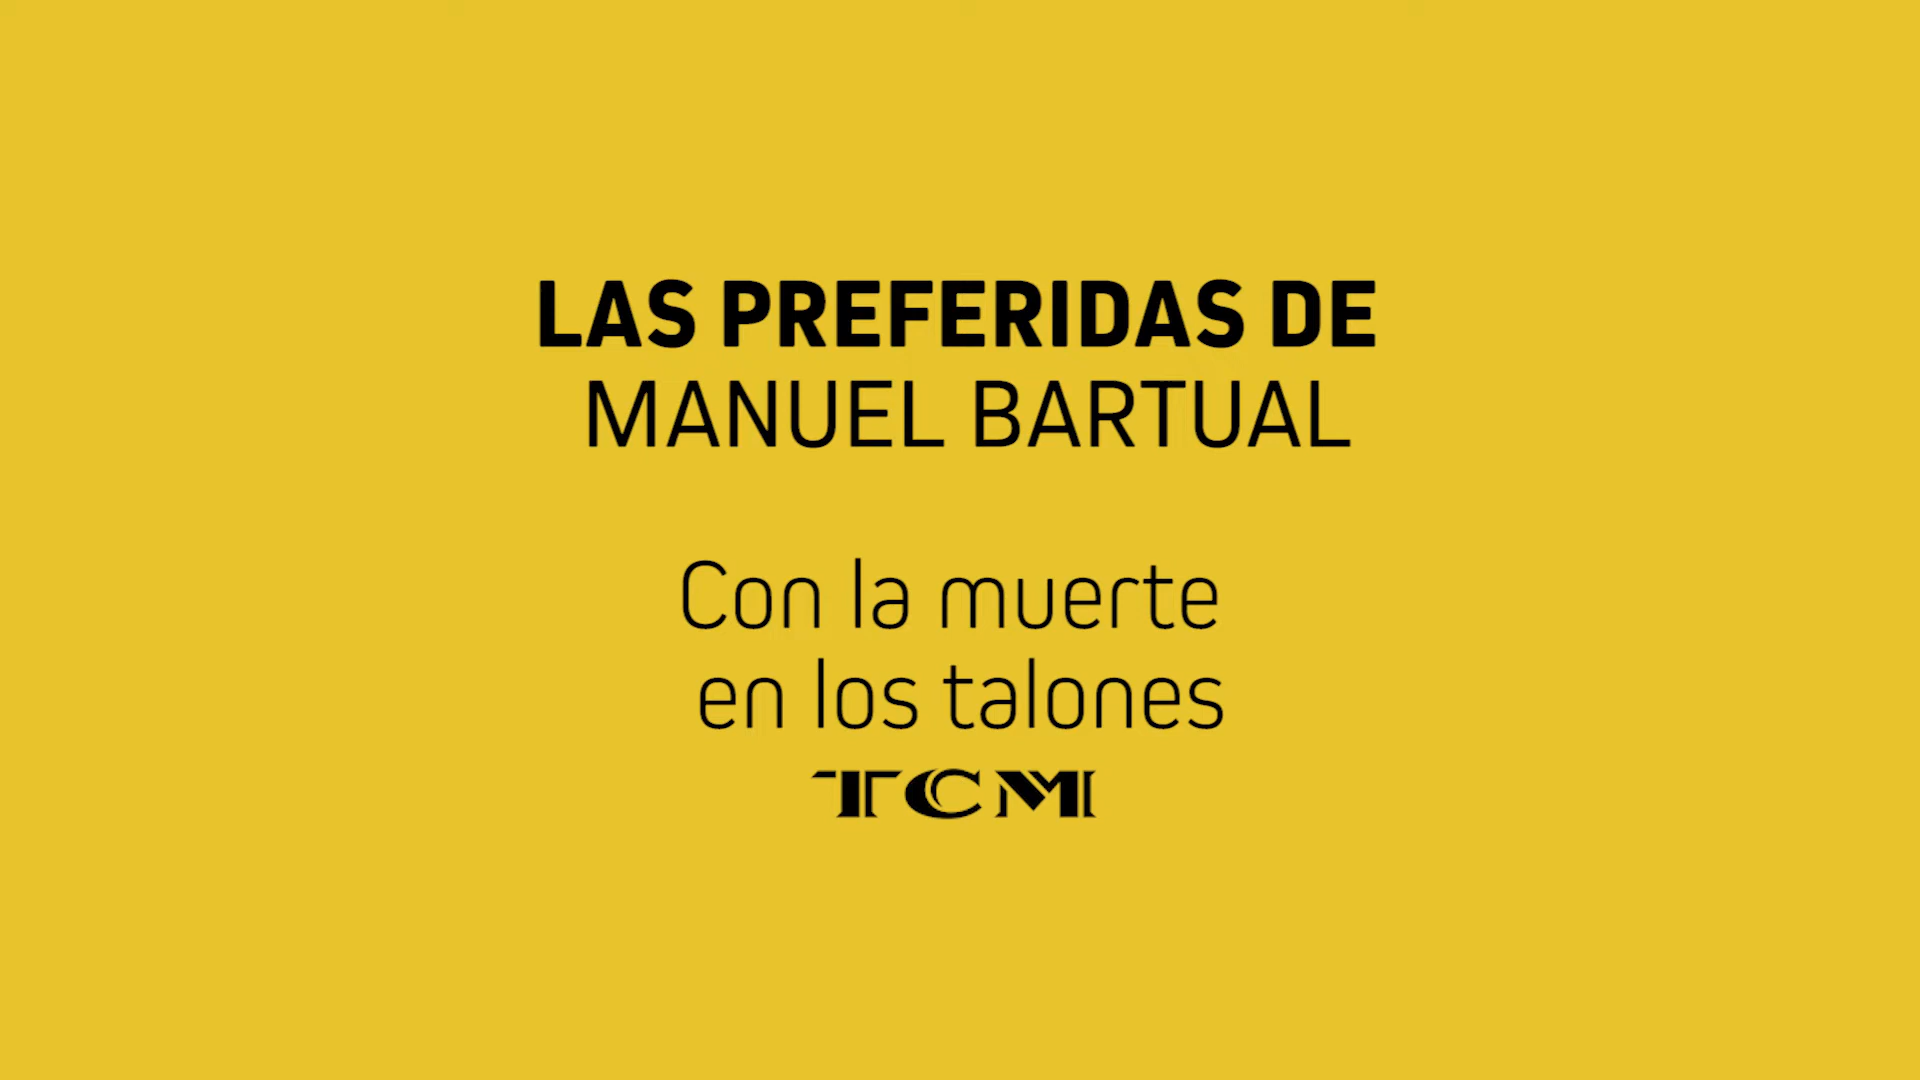 LAS PREFERIDAS DE
MANUEL BARTUAL
Con la muerte
en los talones
TCM